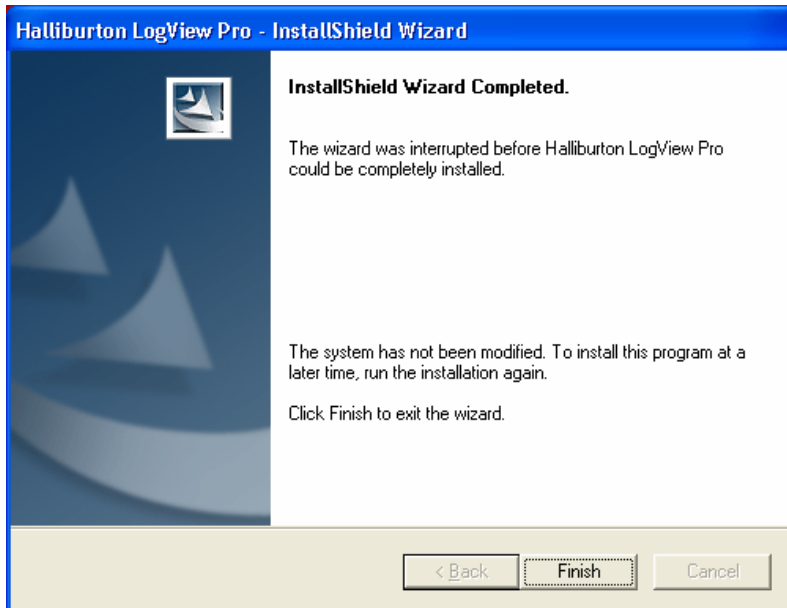 Halliburton LogView Pro - InstallShield Wizard
InstallShield Wizard Completed.
The wizard was interrupted before Halliburton LogView Pro
could be completely installed.
The system has not been modified. To install this program at a
later time, run the installation again.
Click Finish to exit the wizard.
< Back Finish Cancel